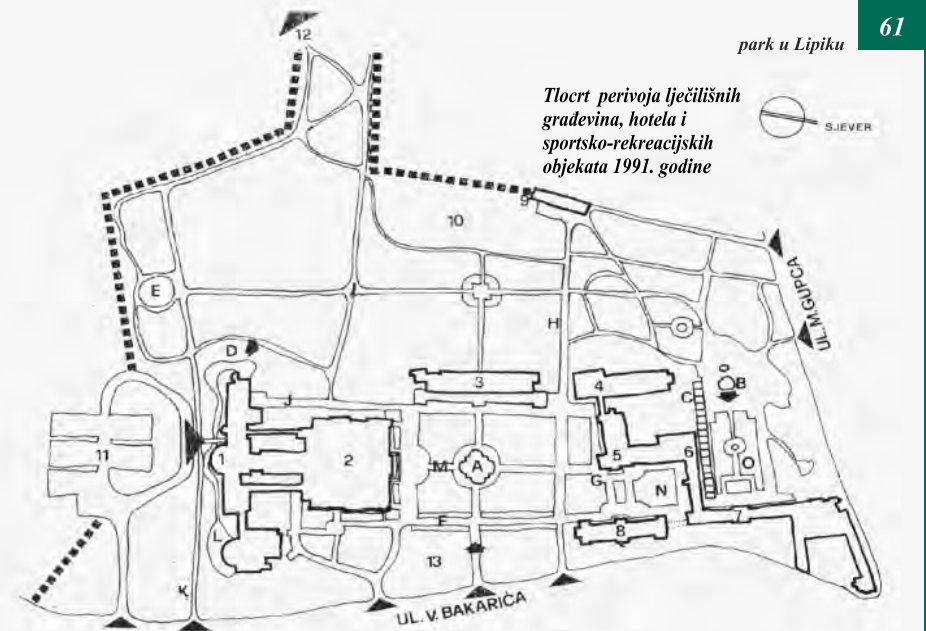 61
park u Lipiku
Tlocrt perivoja lječilišnih
građevina, hotela i
sportsko-rekreacijskih
objekata 1991. godine
SJEVER
12
9
10
E
H
UL. M. GUPCA
D
J
3
4
B
C
11
1
2
M
A
5
6
O
G
N
F
8
7
L
13
K
UL. V. BAKARIĆA